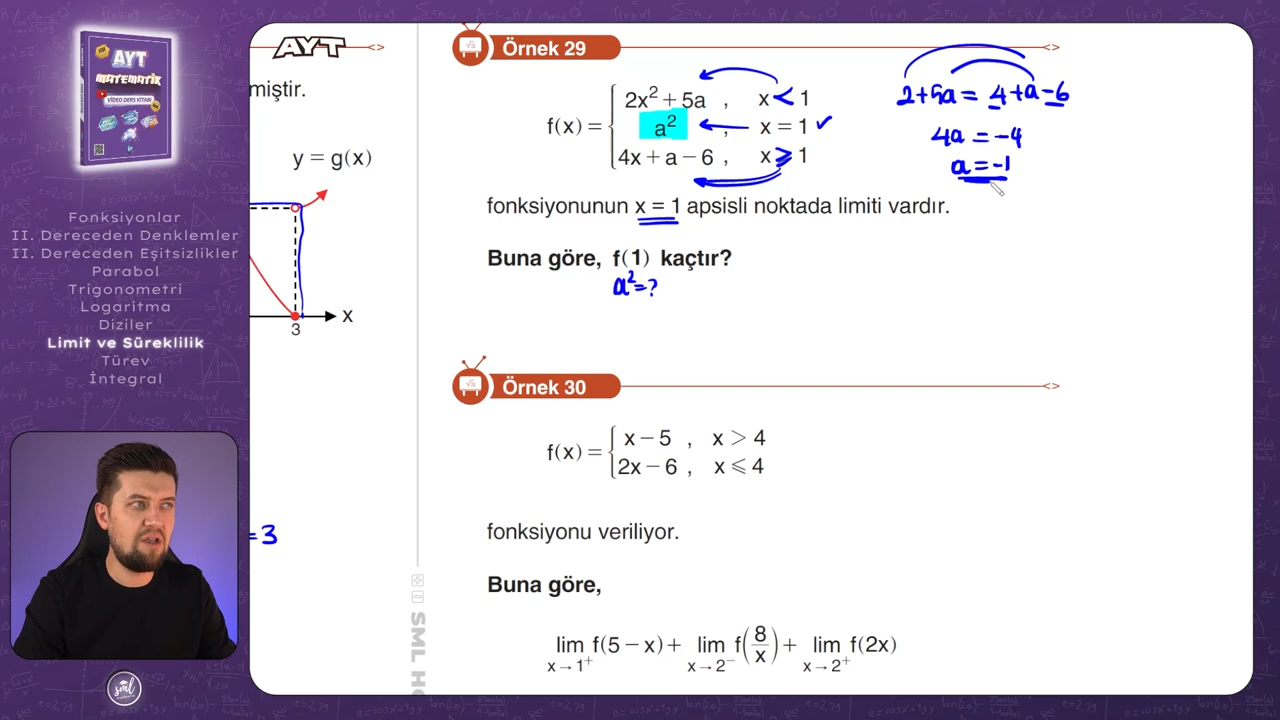 AYT
MATEMATİK
VİDEO DERS KİTABI
Fonksiyonlar
II. Dereceden Denklemler
II. Dereceden Eşitsizlikler
Parabol
Trigonometri
Logaritma
Diziler
Limit ve Süreklilik
Türev
İntegral
sml
AYT
miştir.
y = g(x)
3
x
= 3
SML HO
Örnek 29
f(x) = { 2x² + 5a , x < 1
a² , x = 1 ✓
4x + a − 6 , x > 1
2+5a = 4+a−6
4a = −4
a = −1
fonksiyonunun x = 1 apsisli noktada limiti vardır.
Buna göre, f(1) kaçtır?
a² = ?
Örnek 30
f(x) = { x − 5 , x > 4
2x − 6 , x ⩽ 4
fonksiyonu veriliyor.
Buna göre,
lim f(5 − x) + lim f(8/x) + lim f(2x)
x → 1⁺ x → 2⁻ x → 2⁺